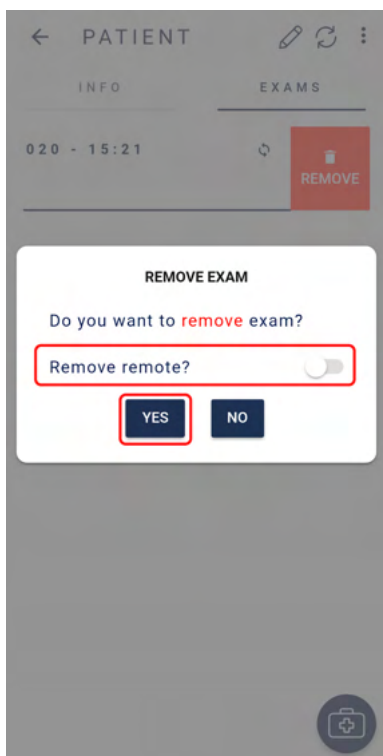 PATIENT
INFO
EXAMS
020 - 15:21
REMOVE
REMOVE EXAM
Do you want to remove exam?
Remove remote?
YES
NO